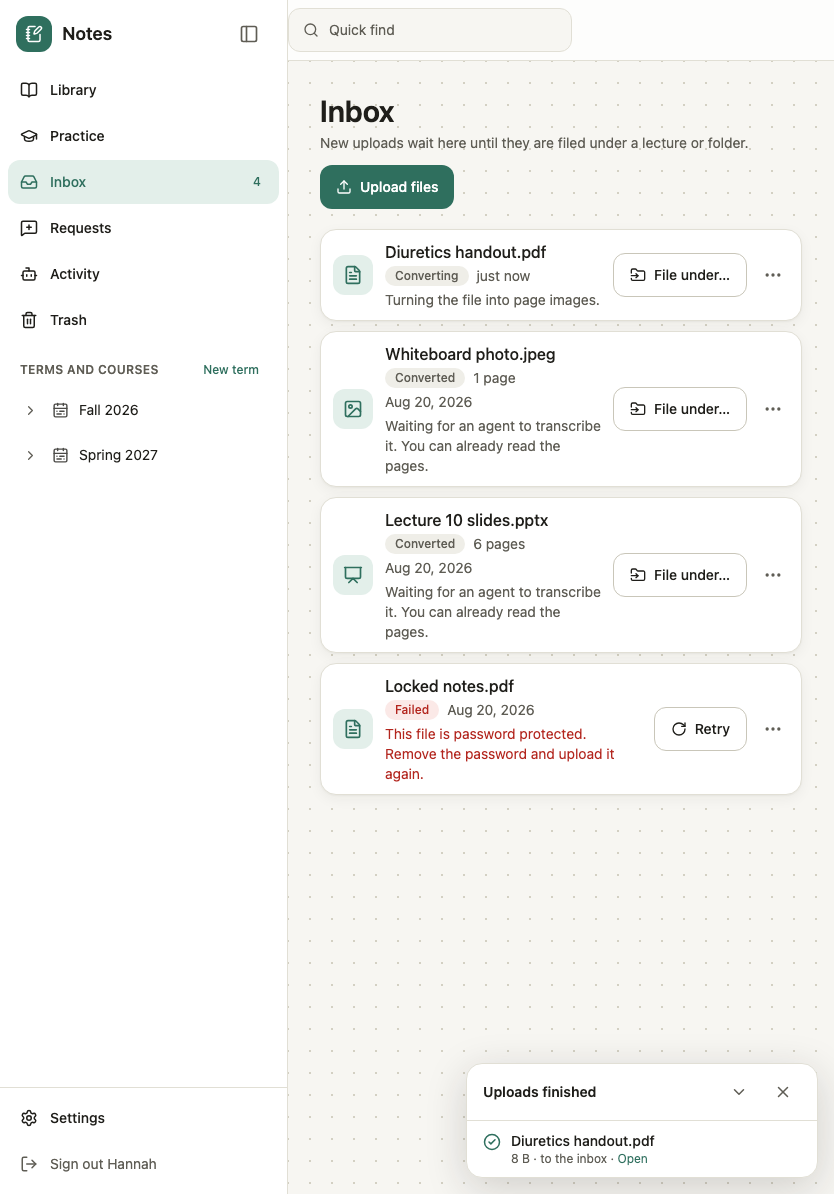 Notes
Library
Practice
Inbox 4
Requests
Activity
Trash
TERMS AND COURSES New term
Fall 2026
Spring 2027
Settings
Sign out Hannah
Quick find
Inbox
New uploads wait here until they are filed under a lecture or folder.
Upload files
Diuretics handout.pdf
Converting just now
Turning the file into page images.
File under...
Whiteboard photo.jpeg
Converted 1 page
Aug 20, 2026
Waiting for an agent to transcribe
it. You can already read the
pages.
File under...
Lecture 10 slides.pptx
Converted 6 pages
Aug 20, 2026
Waiting for an agent to transcribe
it. You can already read the
pages.
File under...
Locked notes.pdf
Failed Aug 20, 2026
This file is password protected.
Remove the password and upload it
again.
Retry
Uploads finished
Diuretics handout.pdf
8 B · to the inbox · Open